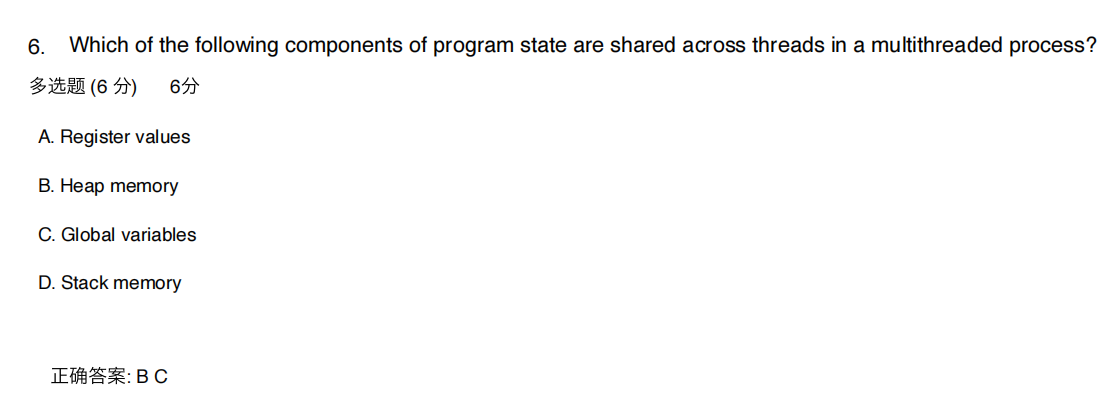 6. Which of the following components of program state are shared across threads in a multithreaded process?
多选题 (6 分) 6分
A. Register values
B. Heap memory
C. Global variables
D. Stack memory
正确答案: B C